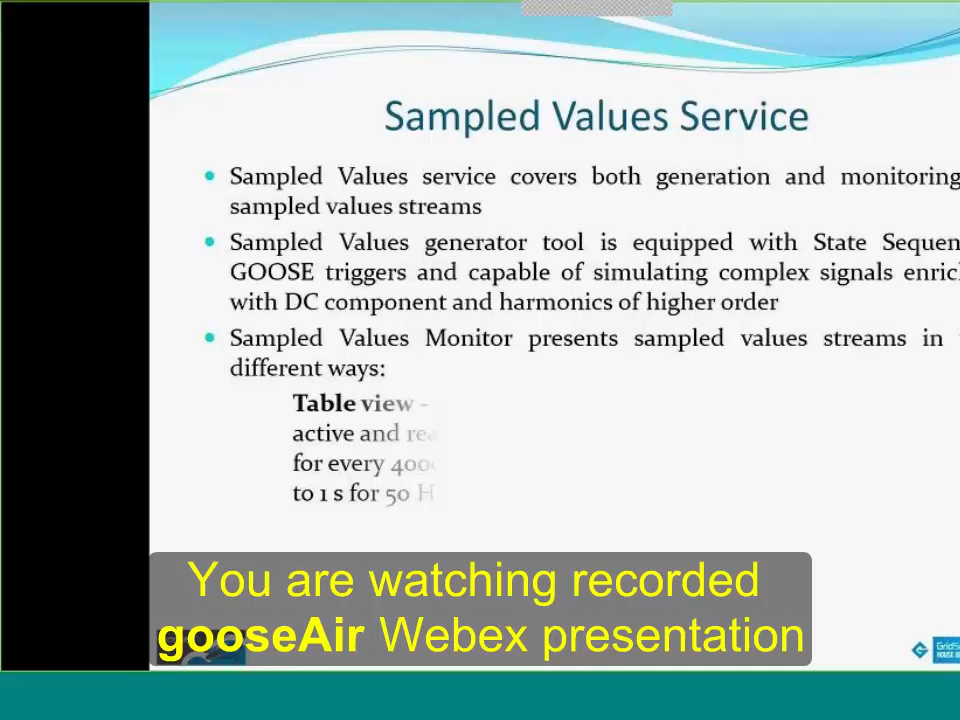 Sampled Values Service
Sampled Values service covers both generation and monitoring
sampled values streams
Sampled Values generator tool is equipped with State Sequen
GOOSE triggers and capable of simulating complex signals enrich
with DC component and harmonics of higher order
Sampled Values Monitor presents sampled values streams in
different ways:
Table view -
active and rea
for every 400
to 1 s for 50 H
You are watching recorded
gooseAir Webex presentation